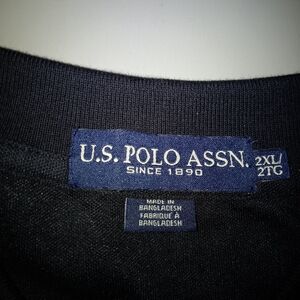 U.S. POLO ASSN.
SINCE 1890
2XL/
2TG
MADE IN
BANGLADESH
FABRIQUÉ À
BANGLADESH